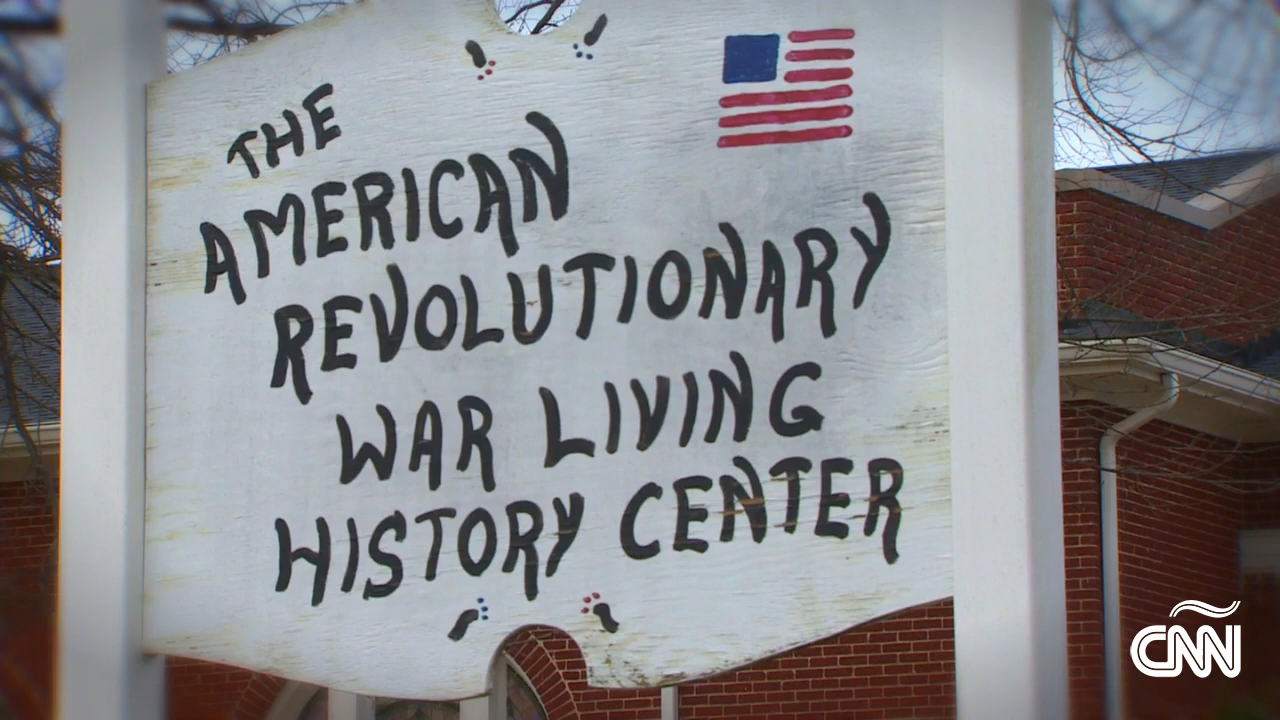 THE
AMERICAN
REVOLUTIONARY
WAR LIVING
HISTORY CENTER
CNN